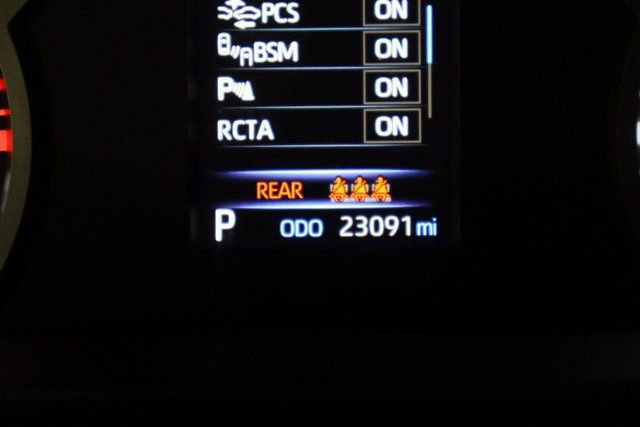 PCS ON
BSM ON
P ON
RCTA ON
REAR
P ODO 23091 mi